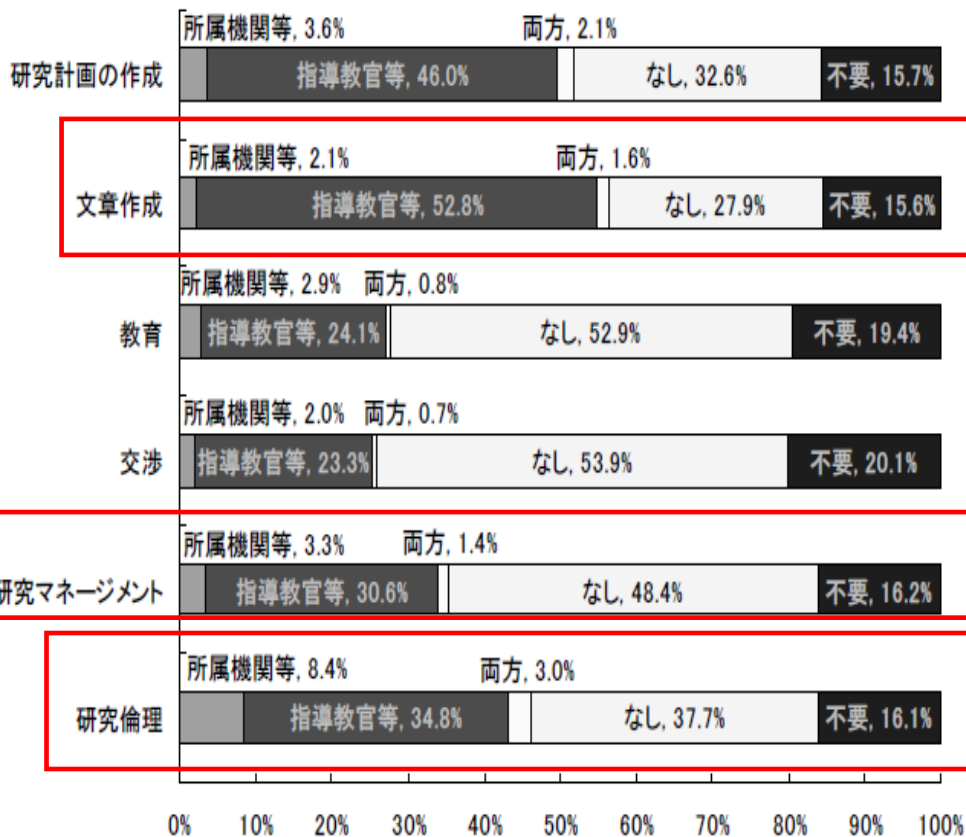 所属機関等, 3.6% 両方, 2.1%
研究計画の作成 指導教官等, 46.0% なし, 32.6% 不要, 15.7%
所属機関等, 2.1% 両方, 1.6%
文章作成 指導教官等, 52.8% なし, 27.9% 不要, 15.6%
所属機関等, 2.9% 両方, 0.8%
教育 指導教官等, 24.1% なし, 52.9% 不要, 19.4%
所属機関等, 2.0% 両方, 0.7%
交渉 指導教官等, 23.3% なし, 53.9% 不要, 20.1%
所属機関等, 3.3% 両方, 1.4%
研究マネージメント 指導教官等, 30.6% なし, 48.4% 不要, 16.2%
所属機関等, 8.4% 両方, 3.0%
研究倫理 指導教官等, 34.8% なし, 37.7% 不要, 16.1%
0% 10% 20% 30% 40% 50% 60% 70% 80% 90% 100%